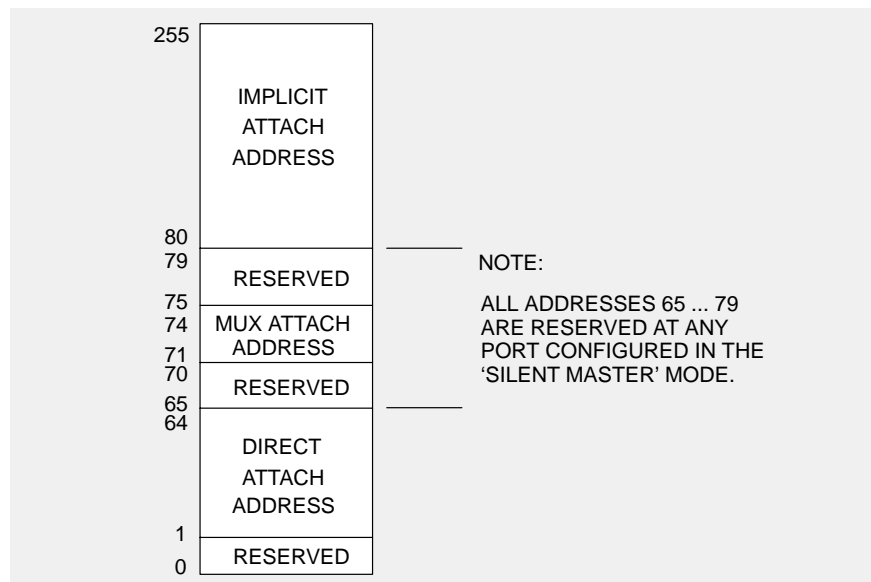 255
IMPLICIT
ATTACH
ADDRESS
80
79
RESERVED
75
74
MUX ATTACH
ADDRESS
71
70
RESERVED
65
64
DIRECT
ATTACH
ADDRESS
1
RESERVED
0
NOTE:
ALL ADDRESSES 65 ... 79
ARE RESERVED AT ANY
PORT CONFIGURED IN THE
‘SILENT MASTER’ MODE.